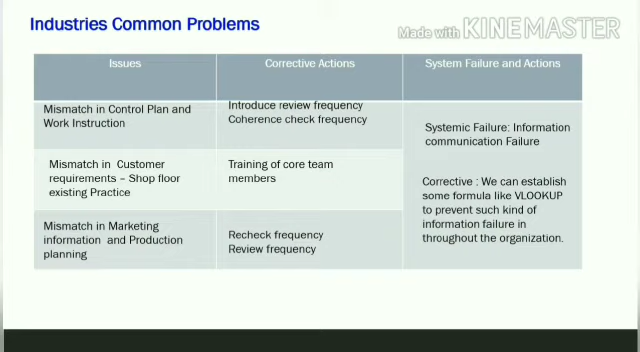 Industries Common Problems
Made with KINEMASTER
Issues
Corrective Actions
System Failure and Actions
Mismatch in Control Plan and
Work Instruction
Introduce review frequency
Coherence check frequency
Mismatch in Customer
requirements – Shop floor
existing Practice
Training of core team
members
Mismatch in Marketing
information and Production
planning
Recheck frequency
Review frequency
Systemic Failure: Information
communication Failure
Corrective : We can establish
some formula like VLOOKUP
to prevent such kind of
information failure in
throughout the organization.